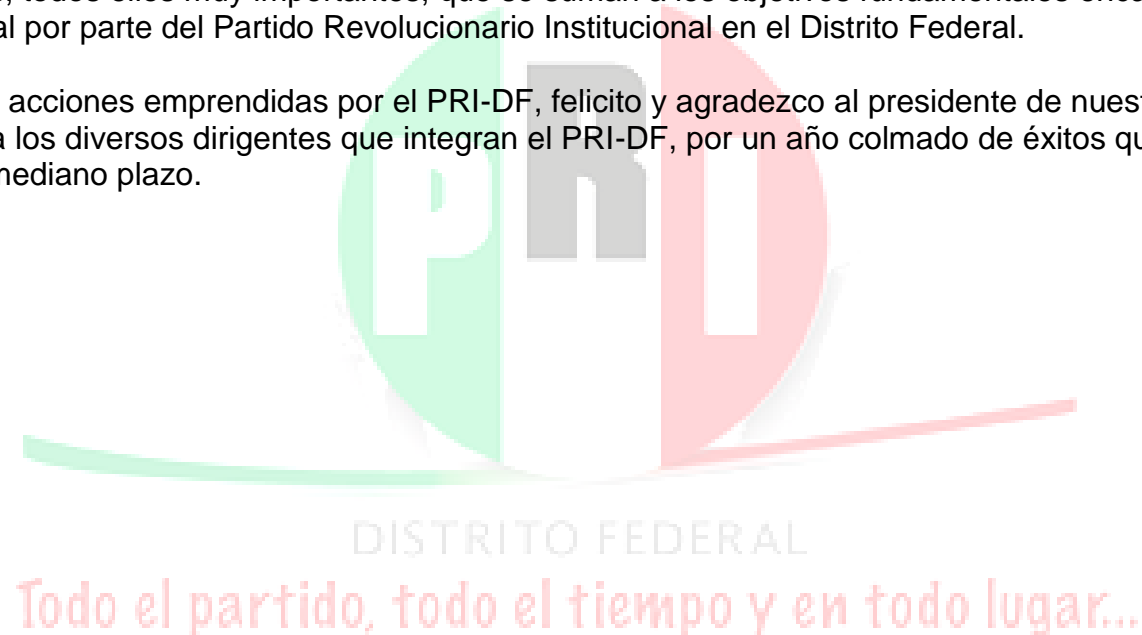 al por parte del Partido Revolucionario Institucional en el Distrito Federal.
acciones emprendidas por el PRI-DF, felicito y agradezco al presidente de nuest
a los diversos dirigentes que integran el PRI-DF, por un año colmado de éxitos qu
mediano plazo.
PRI
DISTRITO FEDERAL
Todo el partido, todo el tiempo y en todo lugar...